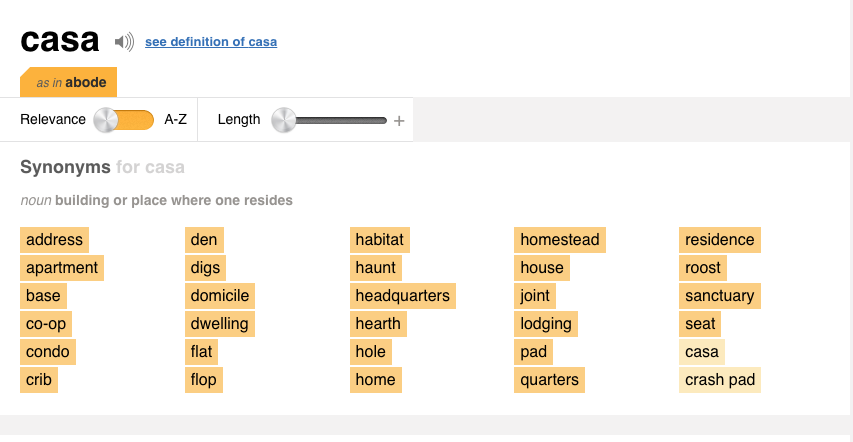 casa see definition of casa
as in abode
Relevance A-Z Length +
Synonyms for casa
noun building or place where one resides
address den habitat homestead residence
apartment digs haunt house roost
base domicile headquarters joint sanctuary
co-op dwelling hearth lodging seat
condo flat hole pad casa
crib flop home quarters crash pad